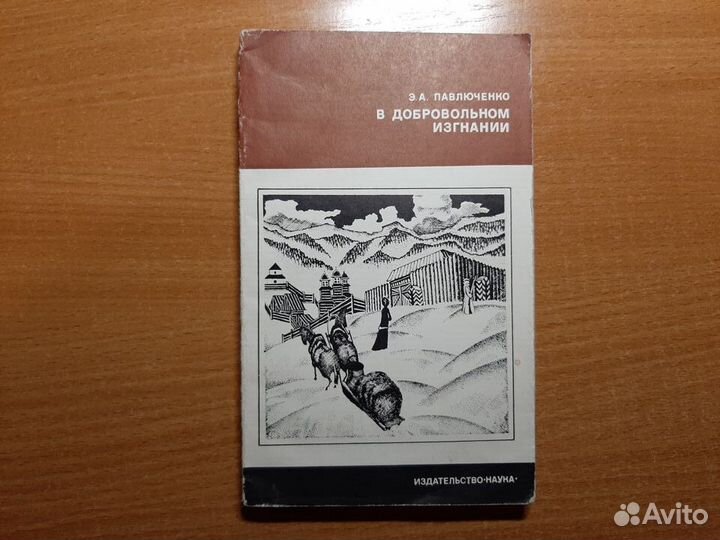 Э.А. ПАВЛЮЧЕНКО
В ДОБРОВОЛЬНОМ
ИЗГНАНИИ
ИЗДАТЕЛЬСТВО·НАУКА·
Avito